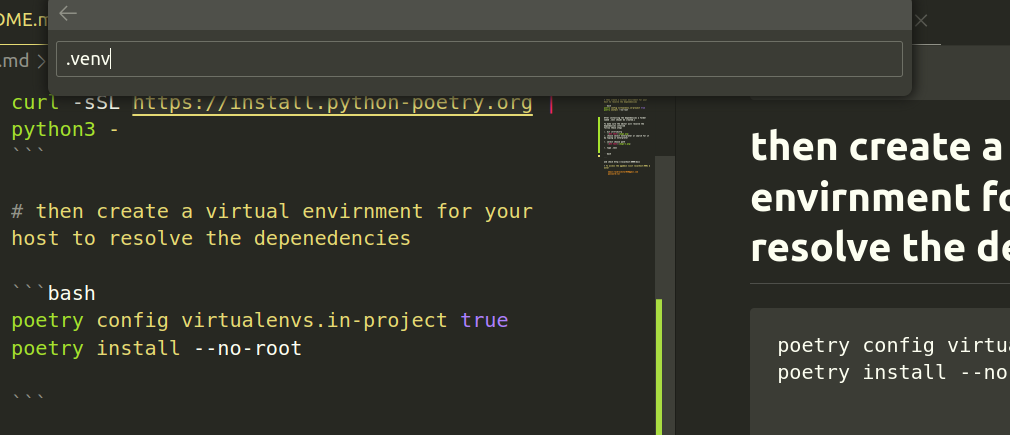 OME.m
.venv
.md
curl -sSL https://install.python-poetry.org |
python3 -
```
# then create a virtual envirnment for your
host to resolve the depenedencies
```bash
poetry config virtualenvs.in-project true
poetry install --no-root
```
then create a
envirnment fo
resolve the de
poetry config virtu
poetry install --no